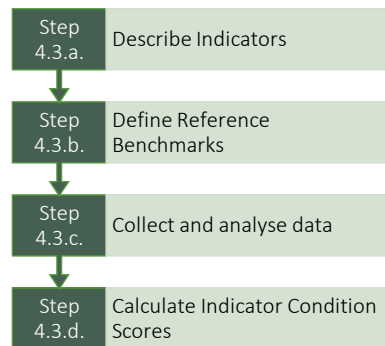 Step
4.3.a.
Describe Indicators
Step
4.3.b.
Define Reference
Benchmarks
Step
4.3.c.
Collect and analyse data
Step
4.3.d.
Calculate Indicator Condition
Scores